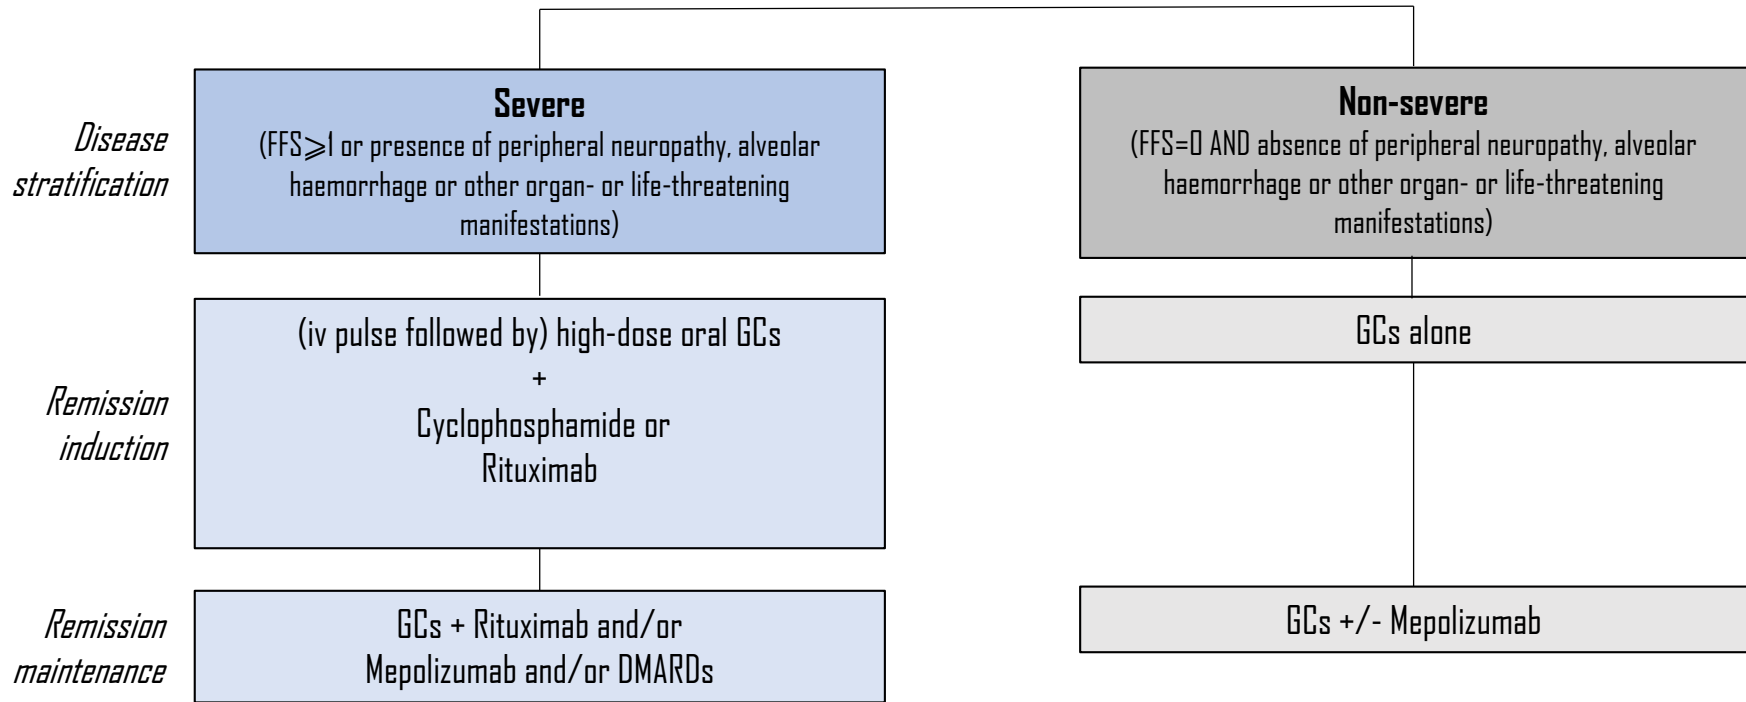 Disease
stratification
Severe
(FFS⩾1 or presence of peripheral neuropathy, alveolar
haemorrhage or other organ- or life-threatening
manifestations)
Non-severe
(FFS=0 AND absence of peripheral neuropathy, alveolar
haemorrhage or other organ- or life-threatening
manifestations)
Remission
induction
(iv pulse followed by) high-dose oral GCs
+
Cyclophosphamide or
Rituximab
GCs alone
Remission
maintenance
GCs + Rituximab and/or
Mepolizumab and/or DMARDs
GCs +/- Mepolizumab